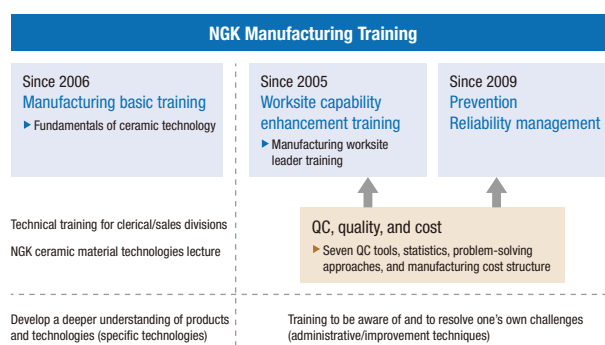 NGK Manufacturing Training
Since 2006
Manufacturing basic training
▶ Fundamentals of ceramic technology
Since 2005
Worksite capability
enhancement training
▶ Manufacturing worksite
leader training
Since 2009
Prevention
Reliability management
Technical training for clerical/sales divisions
NGK ceramic material technologies lecture
QC, quality, and cost
▶ Seven QC tools, statistics, problem-solving
approaches, and manufacturing cost structure
Develop a deeper understanding of products
and technologies (specific technologies)
Training to be aware of and to resolve one's own challenges
(administrative/improvement techniques)